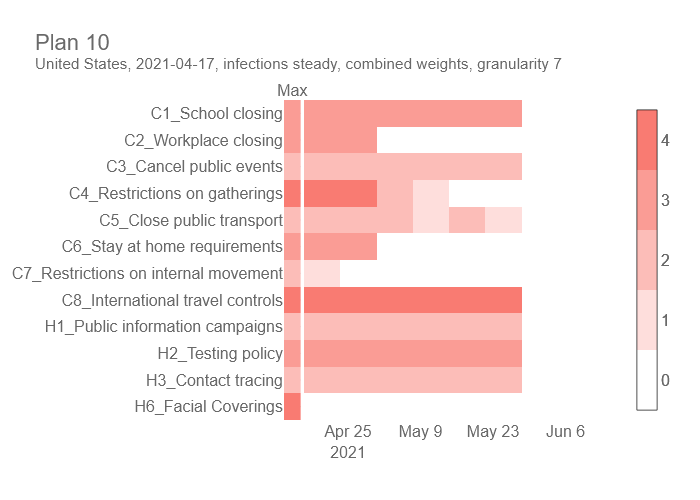 Plan 10
United States, 2021-04-17, infections steady, combined weights, granularity 7
Max
C1_School closing
C2_Workplace closing
C3_Cancel public events
C4_Restrictions on gatherings
C5_Close public transport
C6_Stay at home requirements
C7_Restrictions on internal movement
C8_International travel controls
H1_Public information campaigns
H2_Testing policy
H3_Contact tracing
H6_Facial Coverings
4
3
2
1
0
Apr 25 May 9 May 23 Jun 6
2021